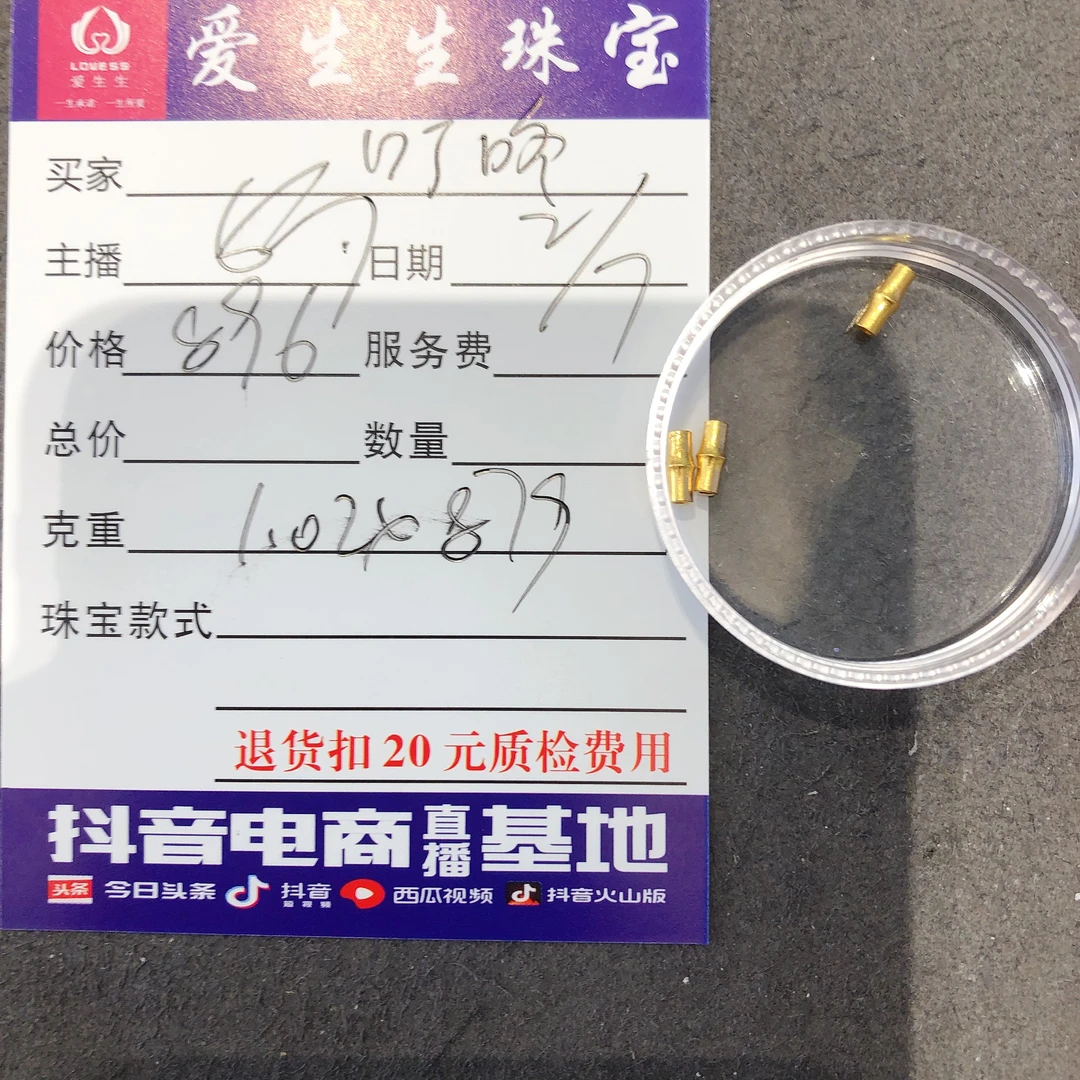 LOVESS
爱生生
一生承诺 一生所爱
爱生生珠宝
买家 叮咚
主播 日期 2/7
价格 896 服务费
总价 数量
克重 1.02
珠宝款式
退货扣20元质检费用
抖音电商直播基地
头条 今日头条 抖音短视频 西瓜视频 抖音火山版